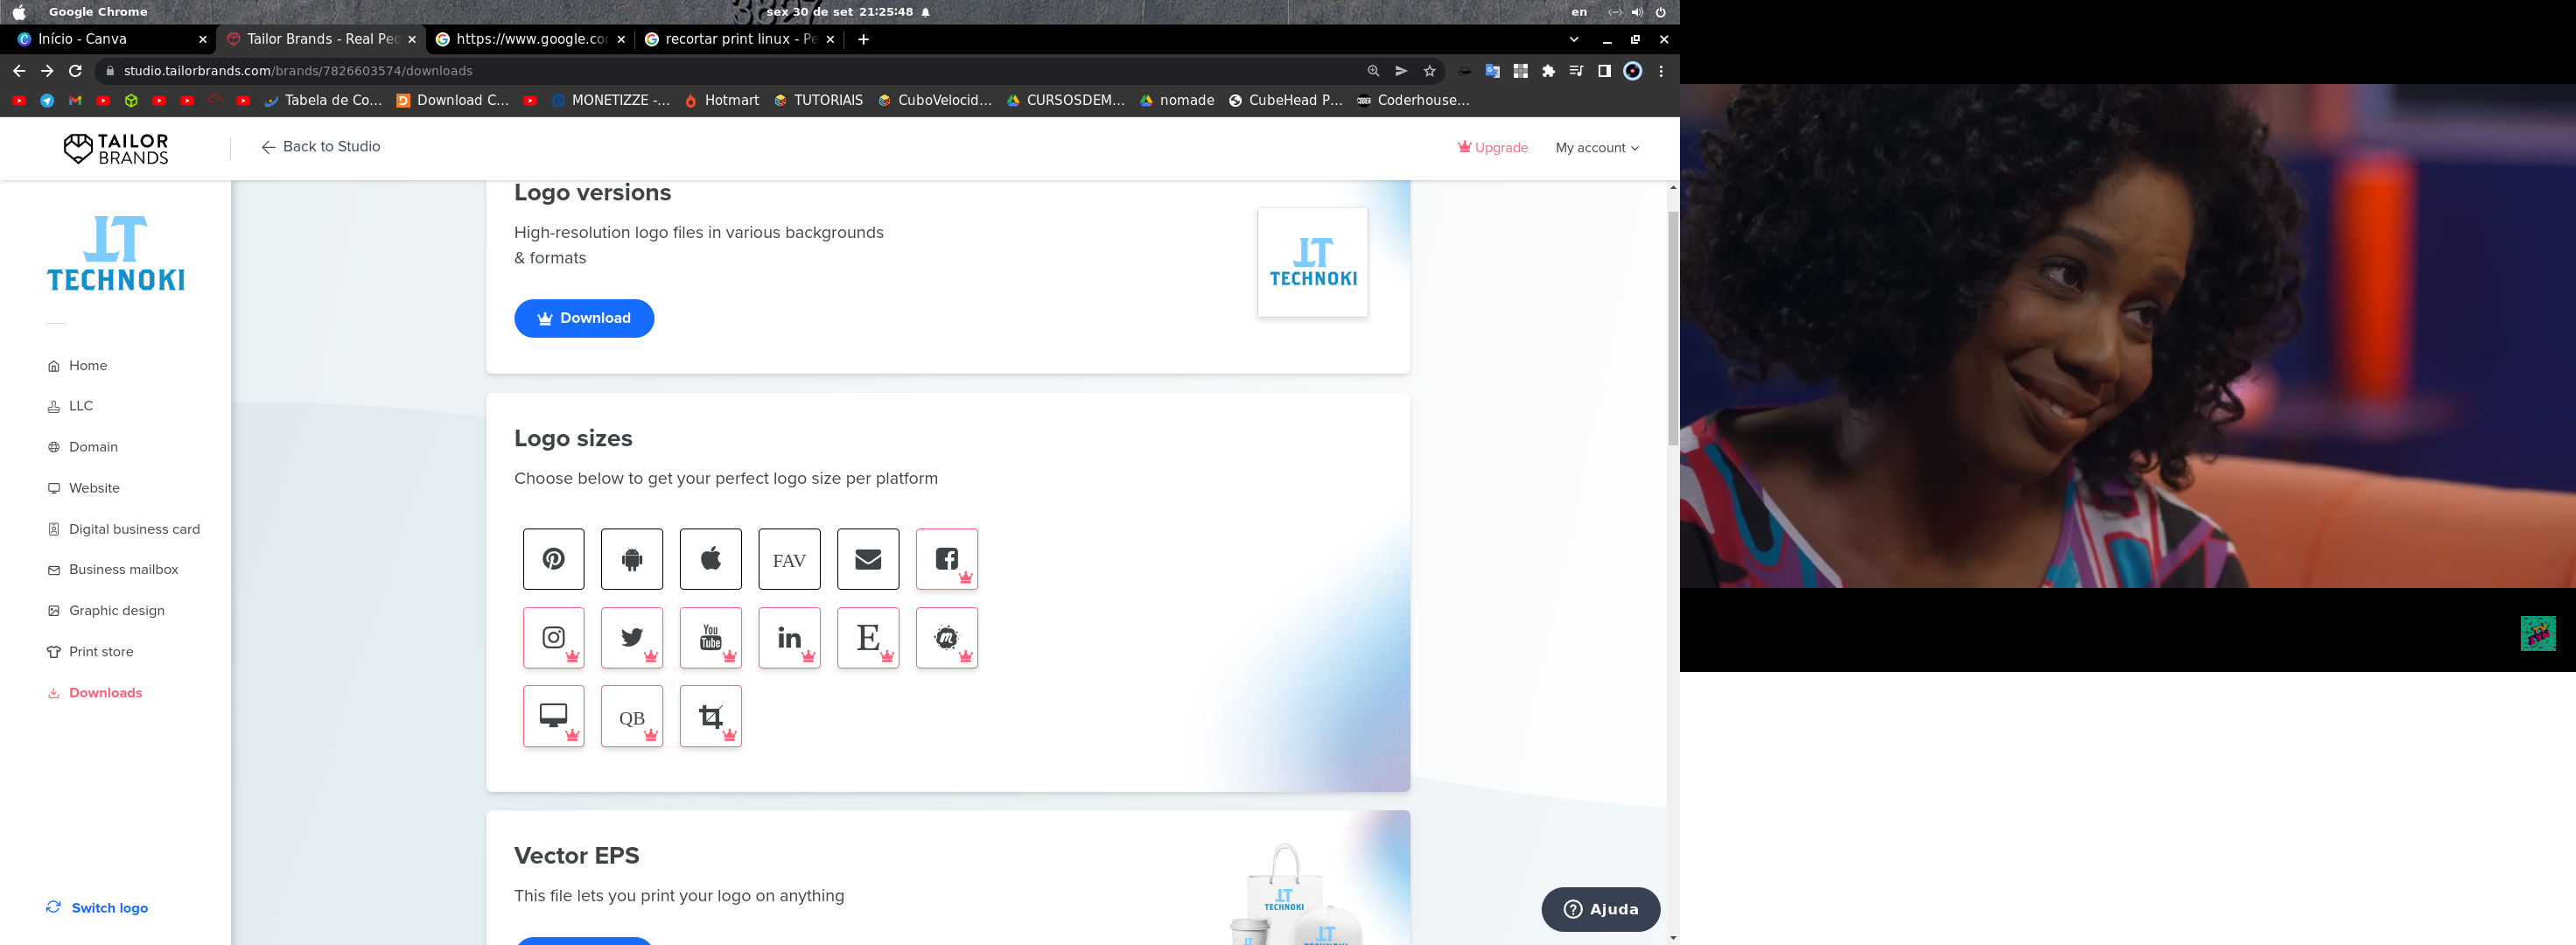 Google Chrome
sex 30 de set 21:25:48
en
Início - Canva
Tailor Brands - Real Peo
https://www.google.co
recortar print linux - Pe
studio.tailorbrands.com/brands/7826603574/downloads
Tabela de Co...
Download C...
MONETIZZE -...
Hotmart
TUTORIAIS
CuboVelocid...
CURSOSDEM...
nomade
CubeHead P...
Coderhouse...
TAILOR
BRANDS
Back to Studio
Upgrade
My account
TECHNOKI
Home
LLC
Domain
Website
Digital business card
Business mailbox
Graphic design
Print store
Downloads
Switch logo
Logo versions
High-resolution logo files in various backgrounds
& formats
Download
TECHNOKI
Logo sizes
Choose below to get your perfect logo size per platform
FAV
You
Tube
in
E
m
QB
Vector EPS
This file lets you print your logo on anything
TECHNOKI
Ajuda